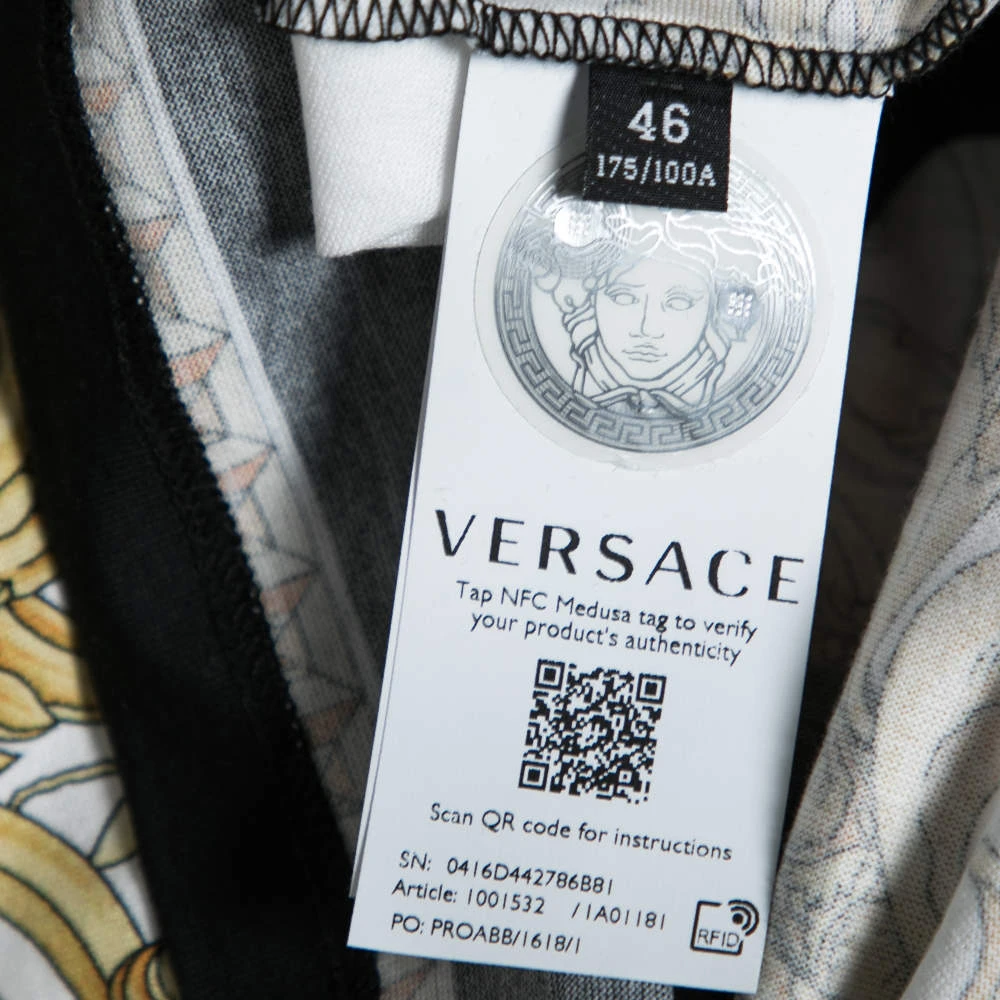 46
175/100A
VERSACE
Tap NFC Medusa tag to verify
your product's authenticity
Scan QR code for instructions
SN: 0416D442786B81
Article: 1001532 /1A01181
PO: PROABB/1618/1
RFID